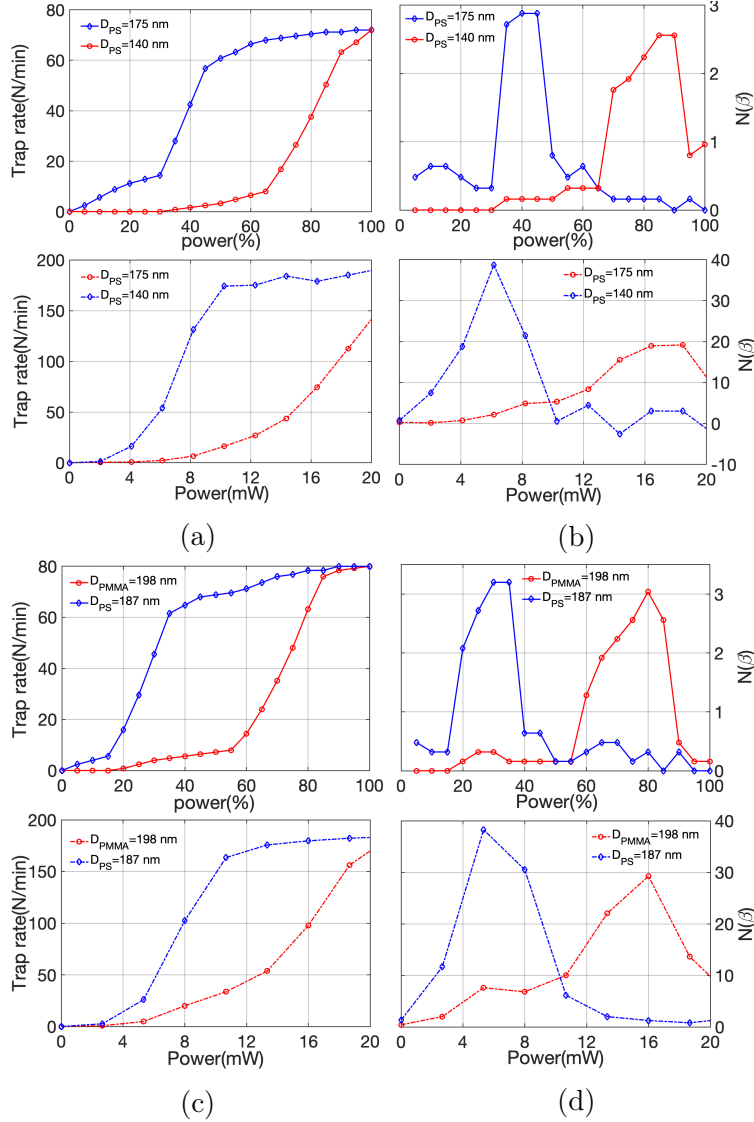 Trap rate(N/min)
80
60
40
20
0
D_PS=175 nm
D_PS=140 nm
0 20 40 60 80 100
power(%)
D_PS=175 nm
D_PS=140 nm
3
2
1
0
N(β)
0 20 40 60 80 100
power(%)
Trap rate(N/min)
200
150
100
50
0
D_PS=175 nm
D_PS=140 nm
0 4 8 12 16 20
Power(mW)
D_PS=175 nm
D_PS=140 nm
40
30
20
10
0
-10
N(β)
0 4 8 12 16 20
Power(mW)
(a)
(b)
Trap rate(N/min)
80
60
40
20
0
D_PMMA=198 nm
D_PS=187 nm
0 20 40 60 80 100
power(%)
D_PMMA=198 nm
D_PS=187 nm
3
2
1
0
N(β)
0 20 40 60 80 100
Power(%)
Trap rate(N/min)
200
150
100
50
0
D_PMMA=198 nm
D_PS=187 nm
0 4 8 12 16 20
Power(mW)
D_PMMA=198 nm
D_PS=187 nm
40
30
20
10
0
N(β)
0 4 8 12 16 20
Power(mW)
(c)
(d)